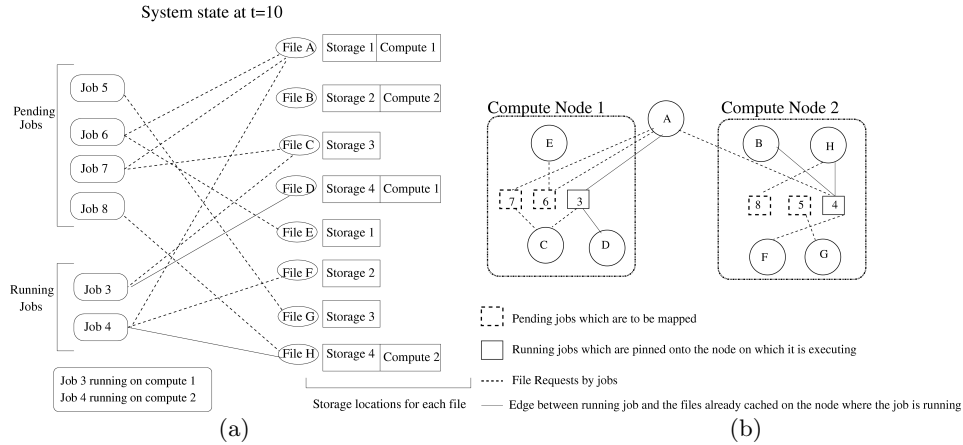 System state at t=10
Pending
Jobs
Running
Jobs
Job 5
Job 6
Job 7
Job 8
Job 3
Job 4
File A Storage 1 Compute 1
File B Storage 2 Compute 2
File C Storage 3
File D Storage 4 Compute 1
File E Storage 1
File F Storage 2
File G Storage 3
File H Storage 4 Compute 2
Job 3 running on compute 1
Job 4 running on compute 2
Storage locations for each file
(a)
Compute Node 1
Compute Node 2
A
E
B
H
7
6
3
8
5
4
C
D
F
G
Pending jobs which are to be mapped
Running jobs which are pinned onto the node on which it is executing
File Requests by jobs
Edge between running job and the files already cached on the node where the job is running
(b)